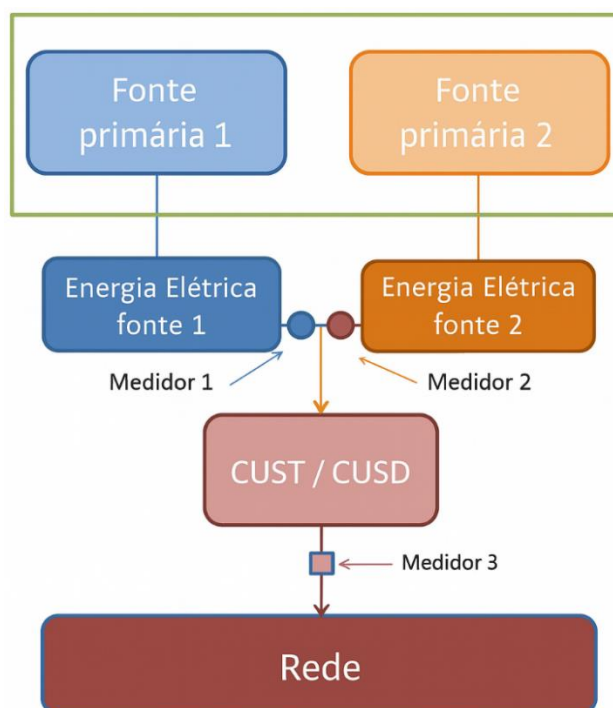 Fonte
primária 1
Fonte
primária 2
Energia Elétrica
fonte 1
Energia Elétrica
fonte 2
Medidor 1
Medidor 2
CUST / CUSD
Medidor 3
Rede